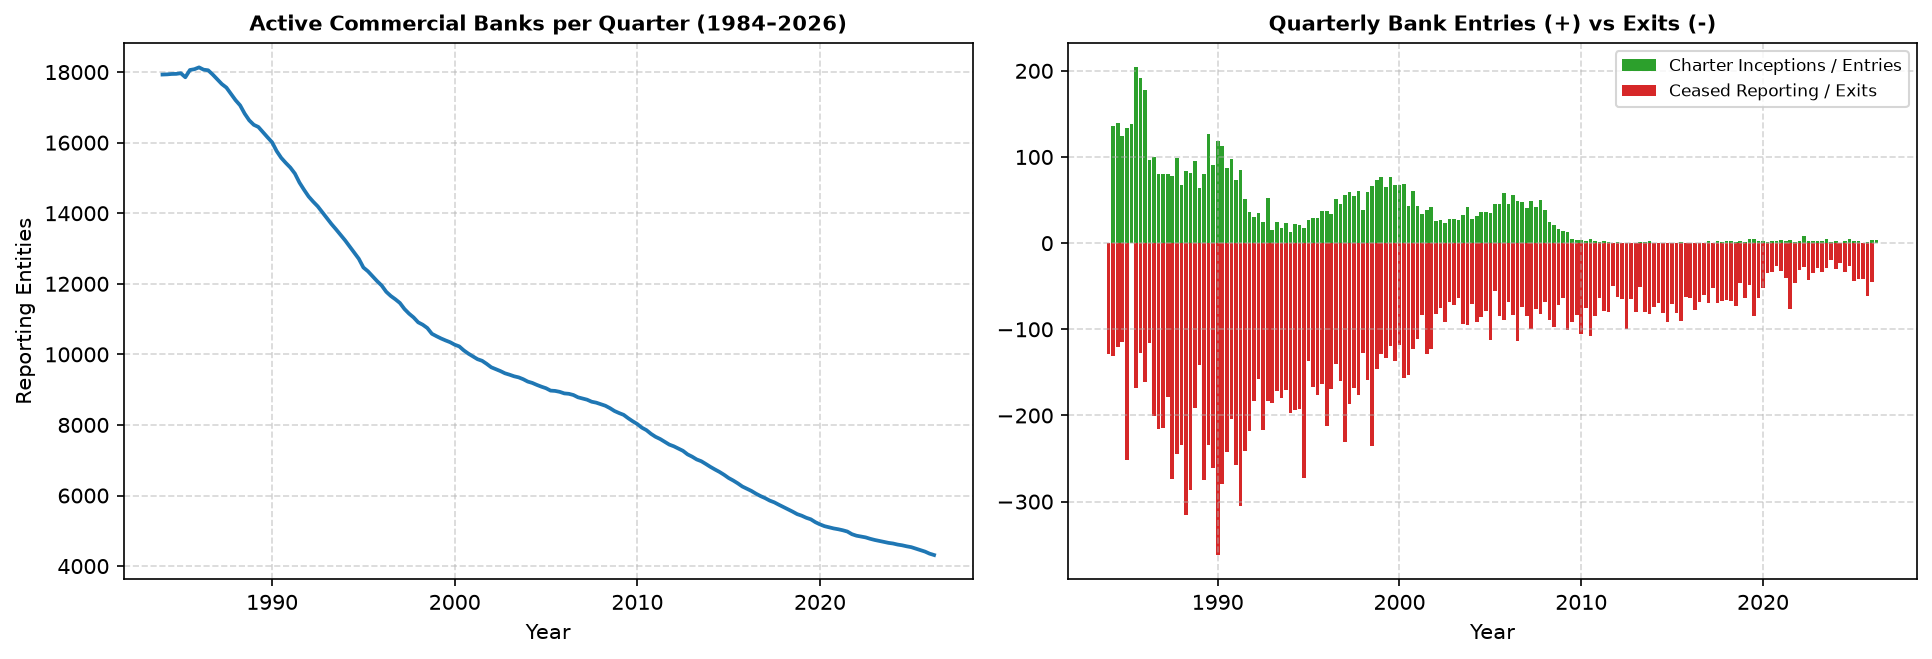 Active Commercial Banks per Quarter (1984–2026)
18000
16000
14000
12000
10000
8000
6000
4000
Reporting Entities
1990 2000 2010 2020
Year
Quarterly Bank Entries (+) vs Exits (-)
Charter Inceptions / Entries
Ceased Reporting / Exits
200
100
0
−100
−200
−300
1990 2000 2010 2020
Year